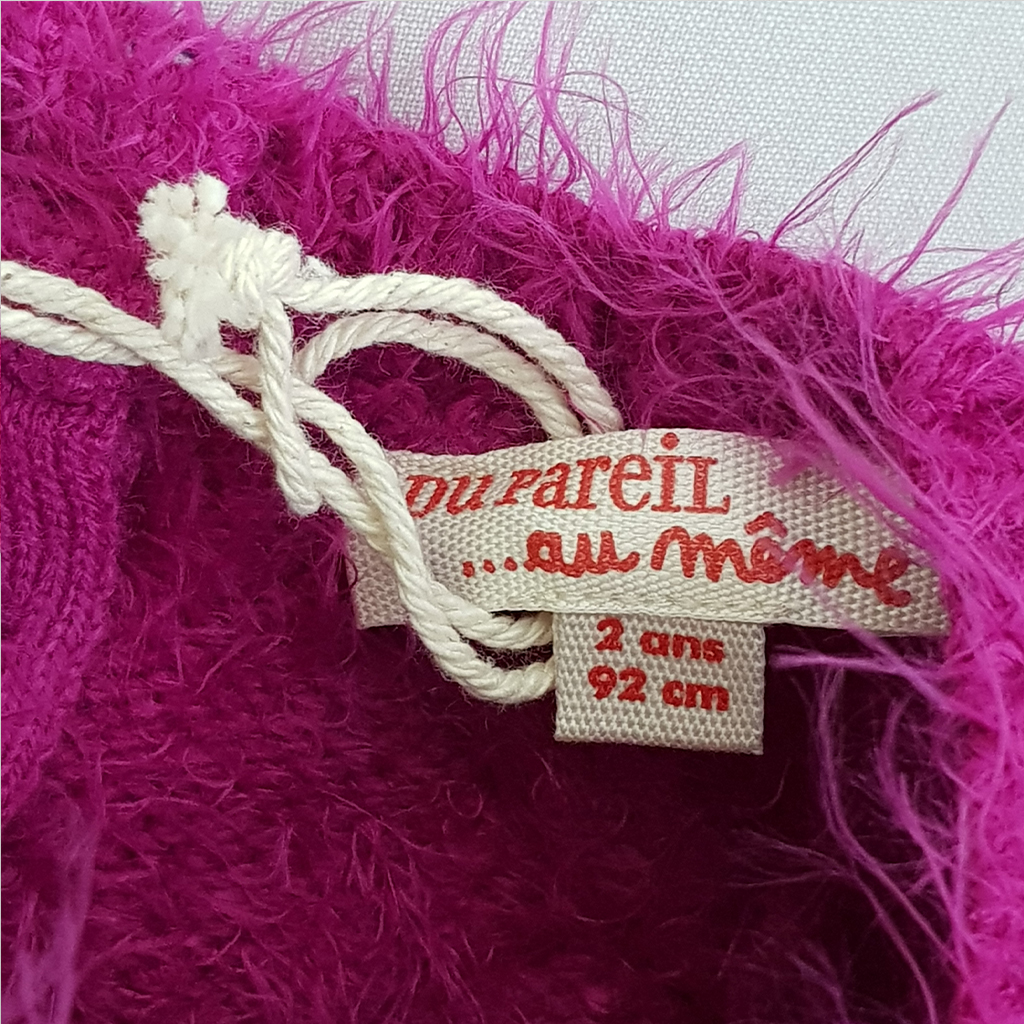 DU PareiL
...au même
2 ans
92 cm